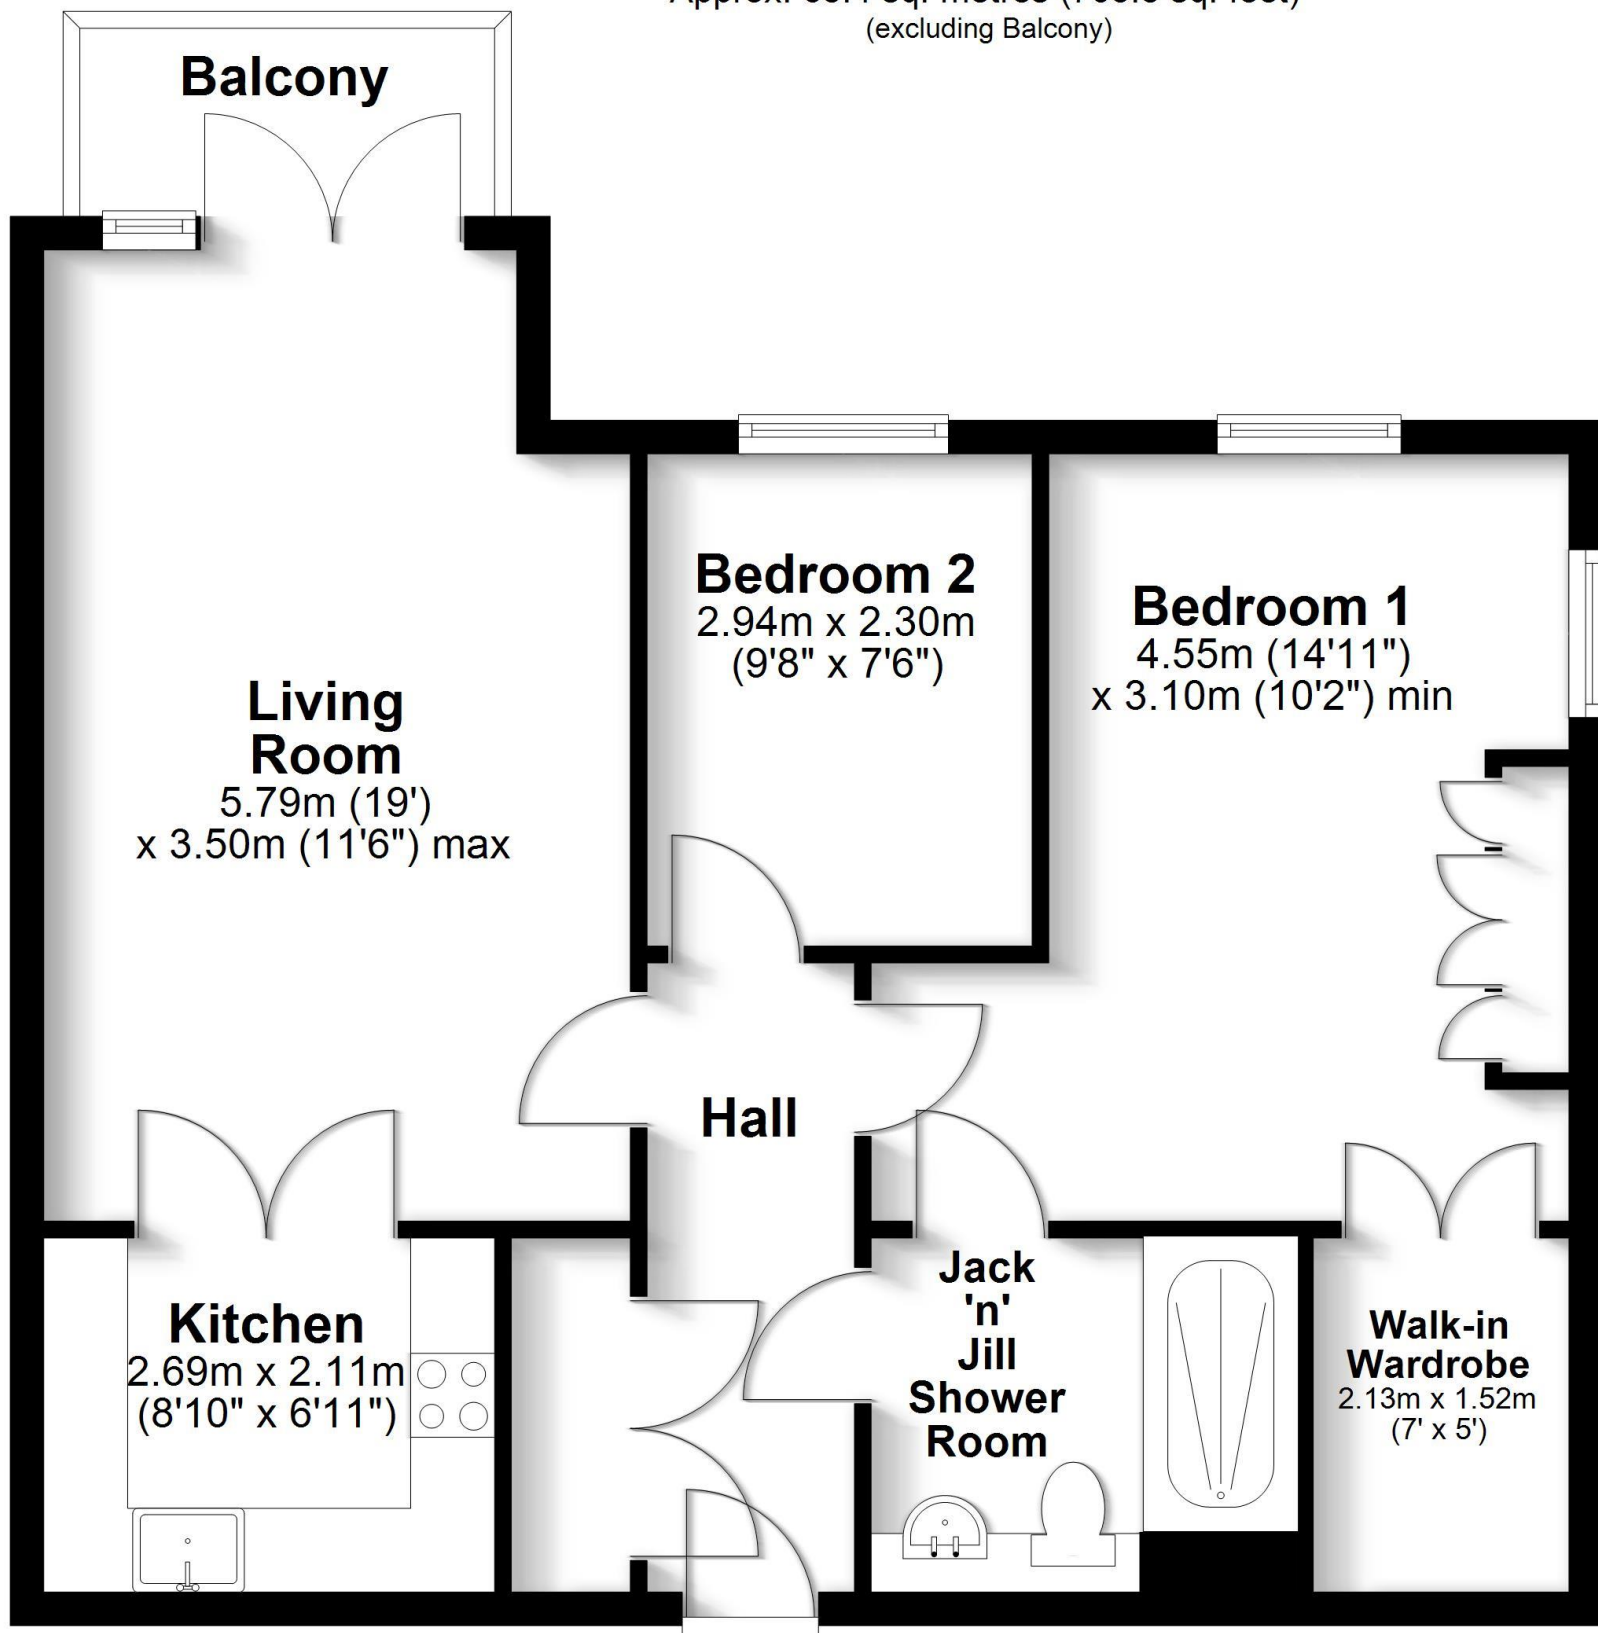 (excluding Balcony)
Balcony
Bedroom 2
2.94m x 2.30m
(9'8" x 7'6")
Bedroom 1
4.55m (14'11")
x 3.10m (10'2") min
Living
Room
5.79m (19')
x 3.50m (11'6") max
Hall
Kitchen
2.69m x 2.11m
(8'10" x 6'11")
Jack
'n'
Jill
Shower
Room
Walk-in
Wardrobe
2.13m x 1.52m
(7' x 5')